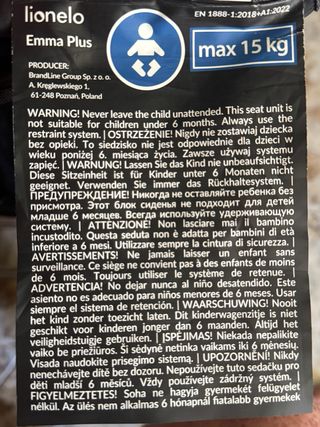 lionelo
Emma Plus
EN 1888-1:2018+A1:2022
max 15 kg
PRODUCER:
BrandLine Group Sp. z o. o.
A. Kręglewskiego 1,
61-248 Poznań, Poland
WARNING! Never leave the child unattended. This seat unit is
not suitable for children under 6 months. Always use the
restraint system. | OSTRZEŻENIE! Nigdy nie zostawiaj dziecka
bez opieki. To siedzisko nie jest odpowiednie dla dzieci w
wieku poniżej 6. miesiąca życia. Zawsze używaj systemu
zapięć. | WARNUNG! Lassen Sie das Kind nie unbeaufsichtigt.
Diese Sitzeinheit ist für Kinder unter 6 Monaten nicht
geeignet. Verwenden Sie immer das Rückhaltesystem. |
ПРЕДУПРЕЖДЕНИЕ! Никогда не оставляйте ребенка без
присмотра. Этот блок сиденья не подходит для детей
младше 6 месяцев. Всегда используйте удерживающую
систему. | ATTENZIONE! Non lasciare mai il bambino
incustodito. Questa seduta non è adatta per bambini di età
inferiore a 6 mesi. Utilizzare sempre la cintura di sicurezza. |
AVERTISSEMENTS! Ne jamais laisser un enfant sans
surveillance. Ce siège ne convient pas à des enfants de moins
de 6 mois. Toujours utiliser le système de retenue. |
ADVERTENCIA! No dejar nunca al niño desatendido. Este
asiento no es adecuado para niños menores de 6 meses. Usar
siempre el sistema de retención. | WAARSCHUWING! Nooit
het kind zonder toezicht laten. Dit kinderwagenzitje is niet
geschikt voor kinderen jonger dan 6 maanden. Altijd het
veiligheidstuigje gebruiken. | ĮSPĖJIMAS! Niekada nepalikite
vaiko be priežiūros. Ši sėdynė netinka vaikams iki 6 mėnesių.
Visada naudokite prisegimo sistemą. | UPOZORNĚNÍ! Nikdy
nenechávejte dítě bez dozoru. Nepoužívejte tuto sedačku pro
děti mladší 6 měsíců. Vždy používejte zádržný systém. |
FIGYELMEZTETES! Soha ne hagyja gyermekét felügyelet
nélkül. Az ülés nem alkalmas 6 hónapnál fiatalabb gyermekek